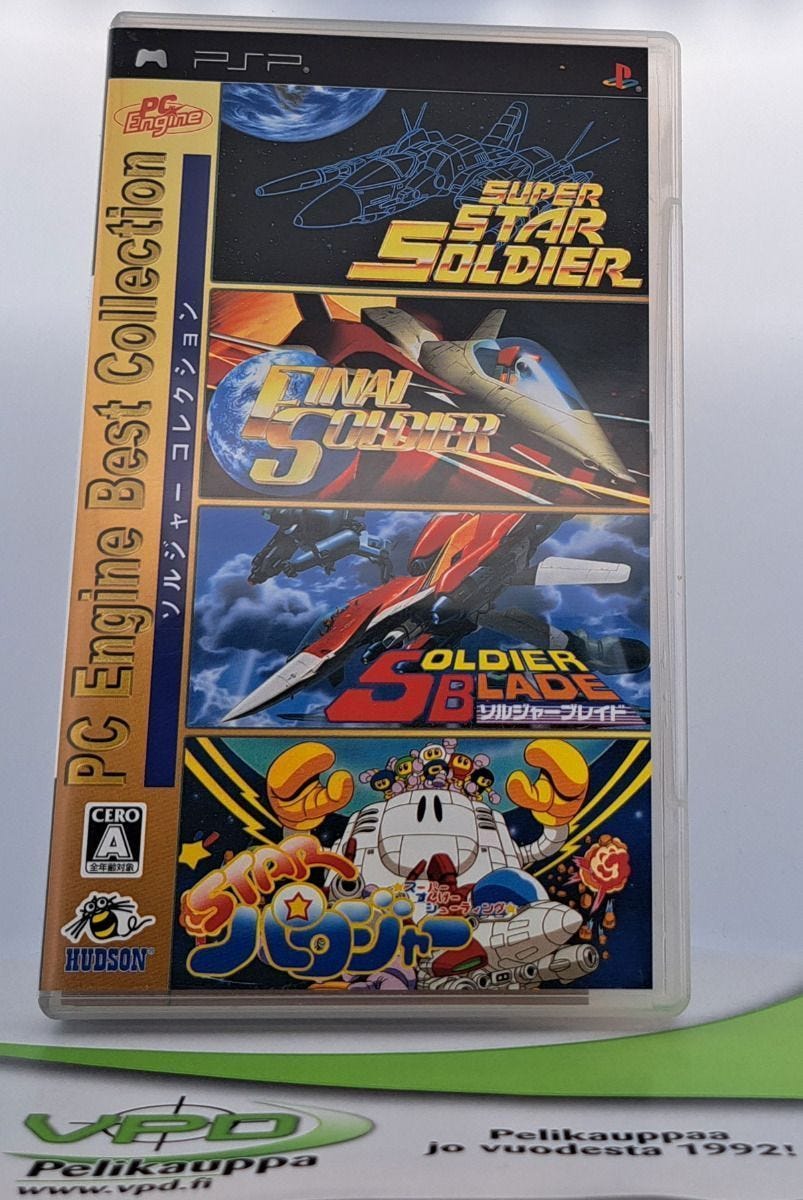 PSP
PC Engine
PC Engine Best Collection
ソルジャー コレクション
SUPER
STAR
SOLDIER
FINAL
SOLDIER
SOLDIER
BLADE
ソルジャーブレイド
STAR
パロジャー
スーパー
シューティング
CERO
A
全年齢対象
HUDSON
VPD
Pelikauppa
www.vpd.fi
Pelikauppaa
jo vuodesta 1992!